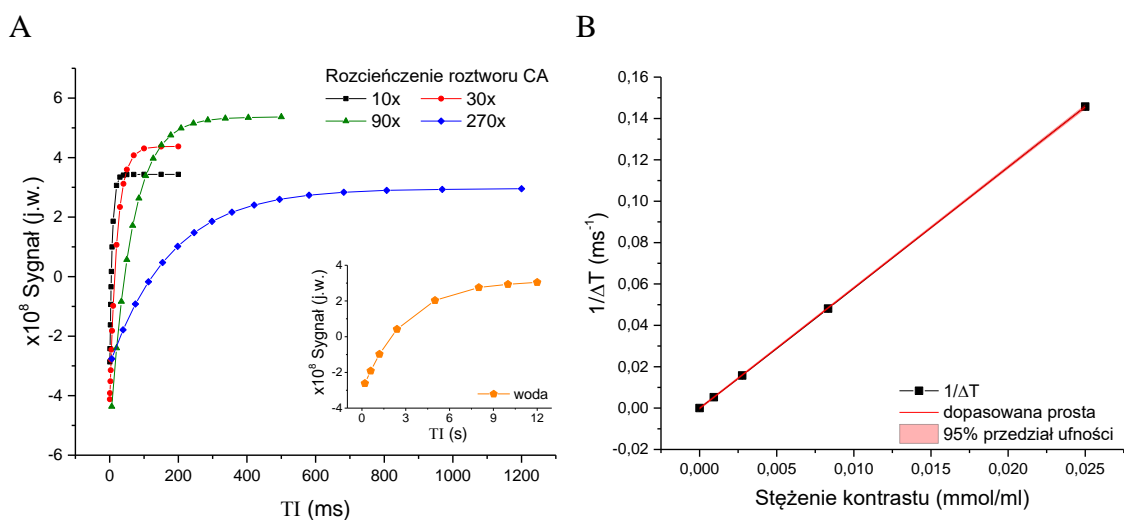 A
Rozcieńczenie roztworu CA
10x 30x
90x 270x
x10⁸ Sygnał (j.w.)
6
4
2
0
-2
-4
-6
0 200 400 600 800 1000 1200
TI (ms)
x10⁸ Sygnał (j.w.)
4
2
0
-2
-4
woda
0 3 6 9 12
TI (s)
B
1/ΔT (ms⁻¹)
0,16
0,14
0,12
0,10
0,08
0,06
0,04
0,02
0,00
-0,02
1/ΔT
dopasowana prosta
95% przedział ufności
0,000 0,005 0,010 0,015 0,020 0,025
Stężenie kontrastu (mmol/ml)